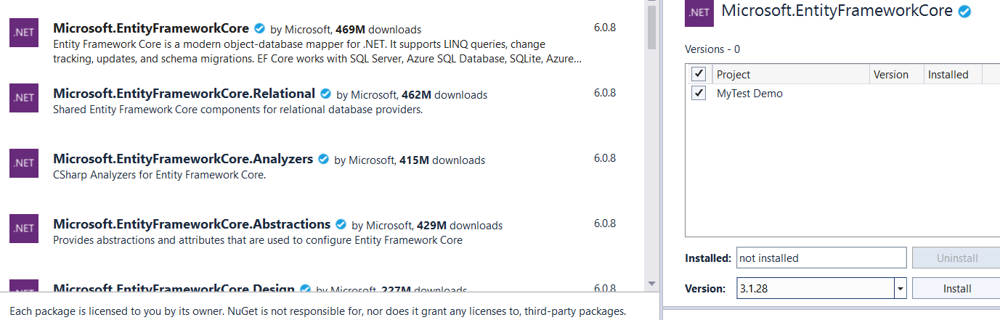 .NET
Microsoft.EntityFrameworkCore by Microsoft, 469M downloads 6.0.8
Entity Framework Core is a modern object-database mapper for .NET. It supports LINQ queries, change
tracking, updates, and schema migrations. EF Core works with SQL Server, Azure SQL Database, SQLite, Azure...
.NET
Microsoft.EntityFrameworkCore.Relational by Microsoft, 462M downloads 6.0.8
Shared Entity Framework Core components for relational database providers.
.NET
Microsoft.EntityFrameworkCore.Analyzers by Microsoft, 415M downloads 6.0.8
CSharp Analyzers for Entity Framework Core.
.NET
Microsoft.EntityFrameworkCore.Abstractions by Microsoft, 429M downloads 6.0.8
Provides abstractions and attributes that are used to configure Entity Framework Core
.NET
Microsoft.EntityFrameworkCore.Design by Microsoft, 227M downloads 6.0.8
Each package is licensed to you by its owner. NuGet is not responsible for, nor does it grant any licenses to, third-party packages.
.NET
Microsoft.EntityFrameworkCore
Versions - 0
Project Version Installed
MyTest Demo
Installed: not installed Uninstall
Version: 3.1.28 Install